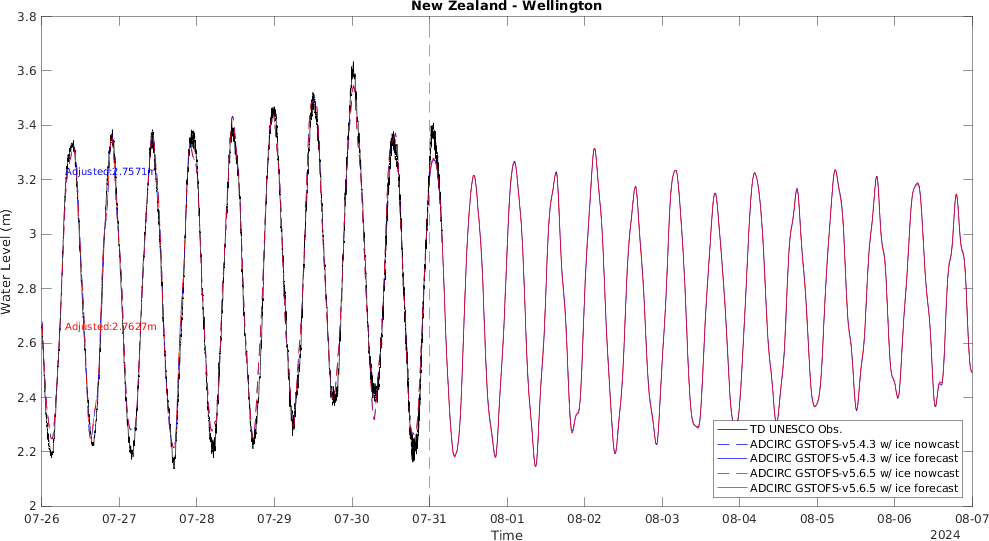 New Zealand - Wellington
3.8
3.6
3.4
3.2
3
2.8
2.6
2.4
2.2
2
Water Level (m)
Adjusted:2.7571m
Adjusted:2.7627m
TD UNESCO Obs.
ADCIRC GSTOFS-v5.4.3 w/ ice nowcast
ADCIRC GSTOFS-v5.4.3 w/ ice forecast
ADCIRC GSTOFS-v5.6.5 w/ ice nowcast
ADCIRC GSTOFS-v5.6.5 w/ ice forecast
07-26 07-27 07-28 07-29 07-30 07-31 08-01 08-02 08-03 08-04 08-05 08-06 08-07
Time
2024